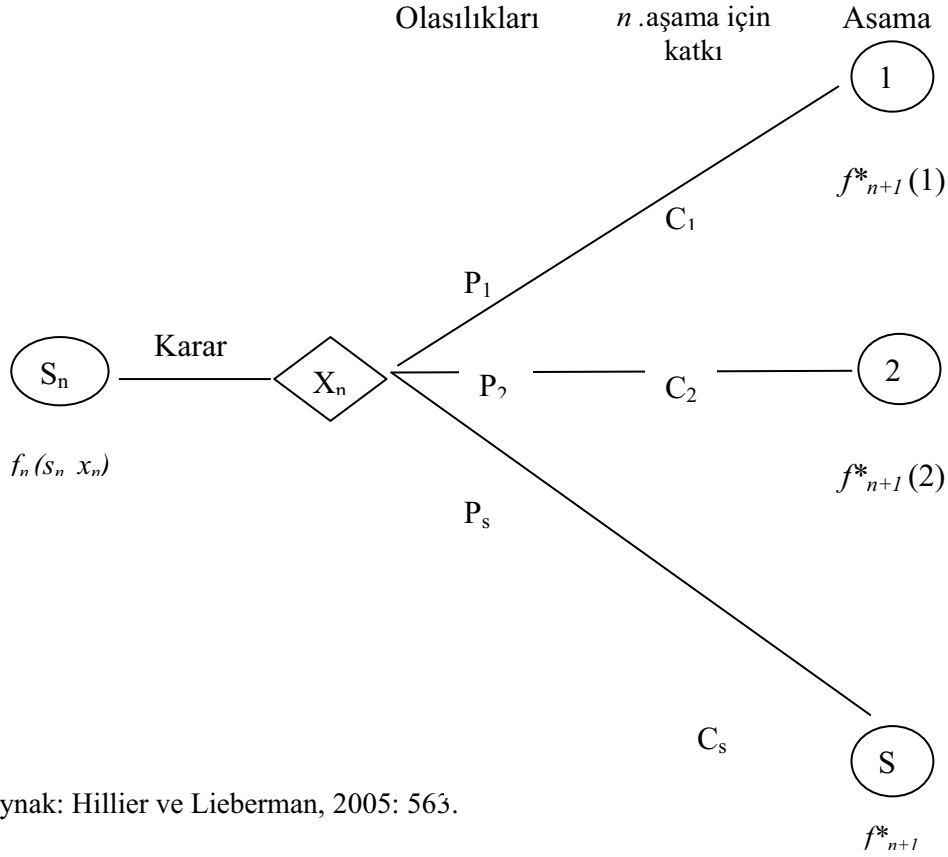 Olasılıkları n .aşama için Asama
katkı
1
f*n+1 (1)
C1
P1
Karar
Sn
Xn
P2
C2
2
fn (sn xn)
f*n+1 (2)
Ps
Cs
S
ynak: Hillier ve Lieberman, 2005: 563.
f*n+1